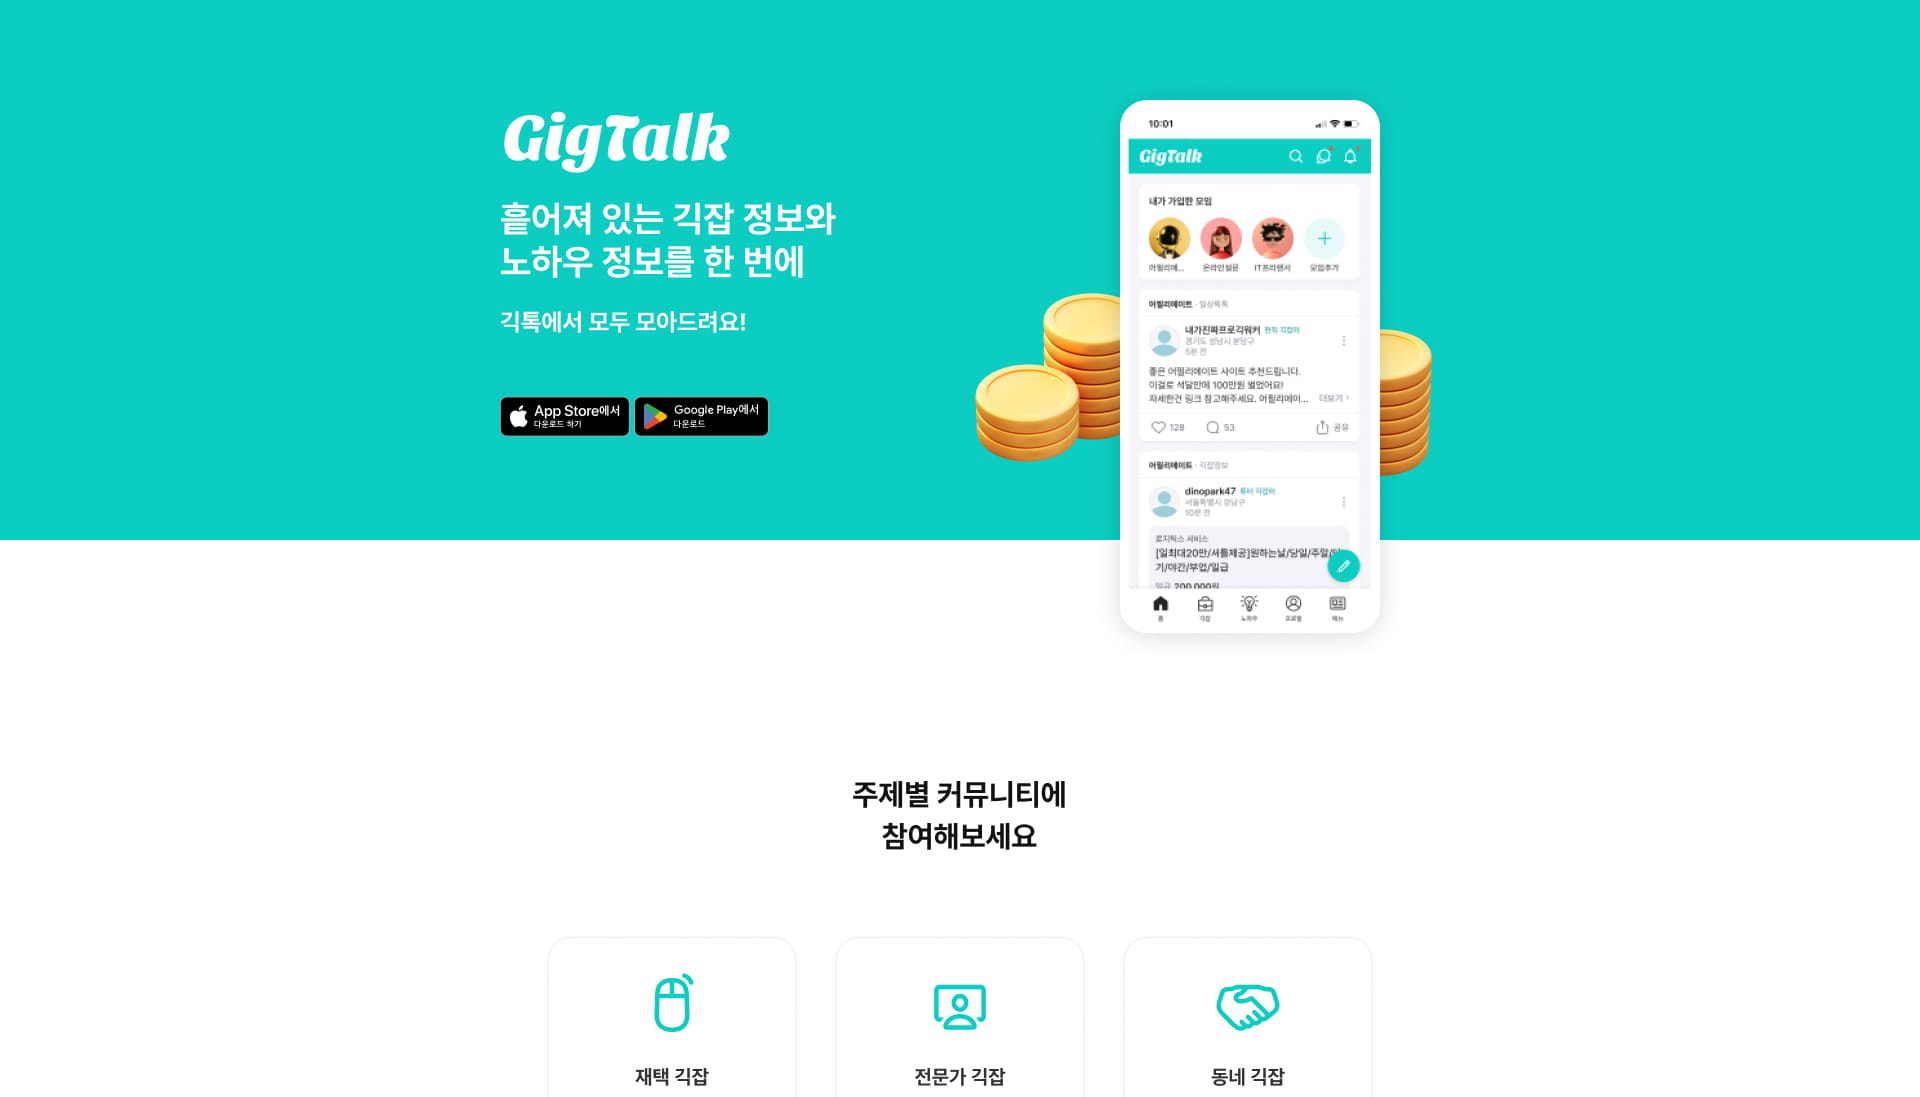 GigTalk
흩어져 있는 긱잡 정보와
노하우 정보를 한 번에
긱톡에서 모두 모아드려요!
App Store에서
다운로드 하기
Google Play에서
다운로드
10:01
GigTalk
내가 가입한 모임
어필리에...
온라인설문
IT프리랜서
모임추가
어필리에이트 · 일상톡톡
내가진짜프로긱워커 현직 긱잡러
경기도 성남시 분당구
5분 전
좋은 어필리에이트 사이트 추천드립니다.
이걸로 석달만에 100만원 벌었어요!
자세한건 링크 참고해주세요. 어필리에이... 더보기
128
53
공유
어필리에이트 · 긱잡정보
dinopark47 루터 긱잡러
서울특별시 강남구
10분 전
로지틱스 서비스
[일최대20만/셔틀제공]원하는날/당일/주말/
기/야간/부업/일급
일급 200,000원
홈
긱잡
노하우
프로필
메뉴
주제별 커뮤니티에
참여해보세요
재택 긱잡
전문가 긱잡
동네 긱잡